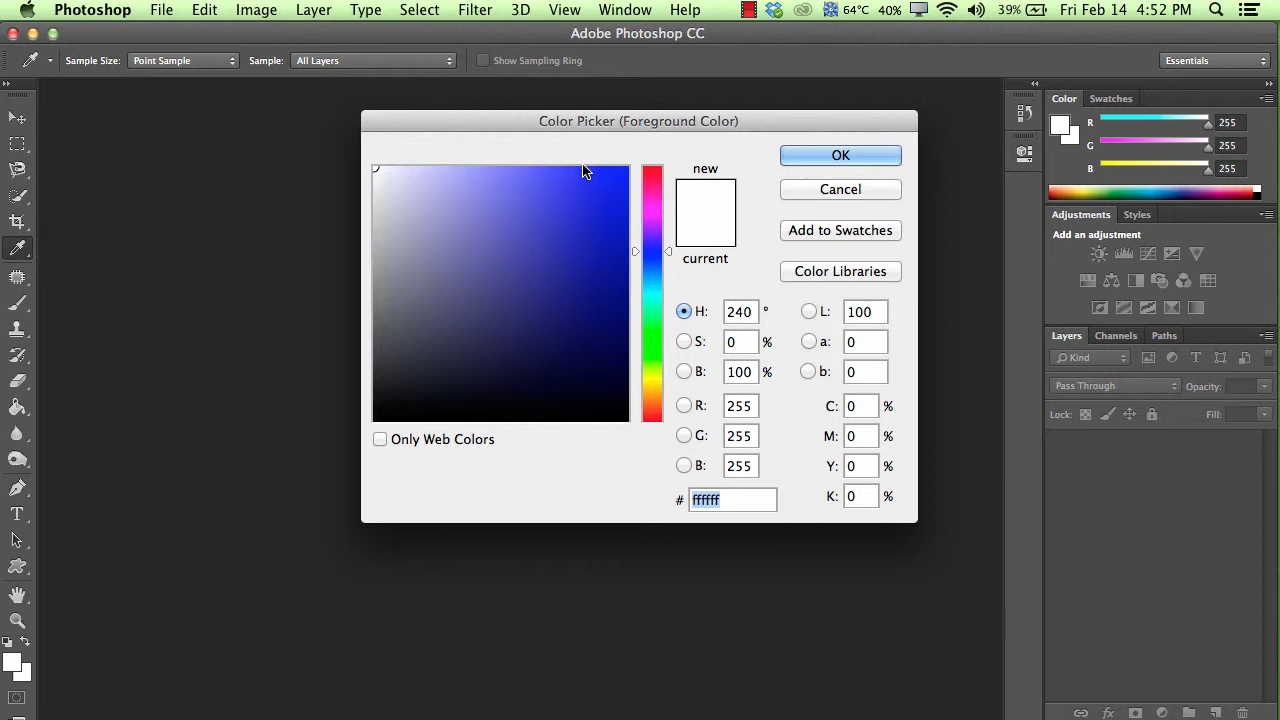 Photoshop File Edit Image Layer Type Select Filter 3D View Window Help 64°C 40% 39% Fri Feb 14 4:52 PM
Adobe Photoshop CC
Sample Size: Point Sample Sample: All Layers Show Sampling Ring Essentials
Color Picker (Foreground Color)
new
current
OK
Cancel
Add to Swatches
Color Libraries
H: 240 ° L: 100
S: 0 % a: 0
B: 100 % b: 0
R: 255 C: 0 %
G: 255 M: 0 %
B: 255 Y: 0 %
# ffffff K: 0 %
Only Web Colors
Color Swatches
R 255
G 255
B 255
Adjustments Styles
Add an adjustment
Layers Channels Paths
Kind
Pass Through Opacity:
Lock: Fill:
fx